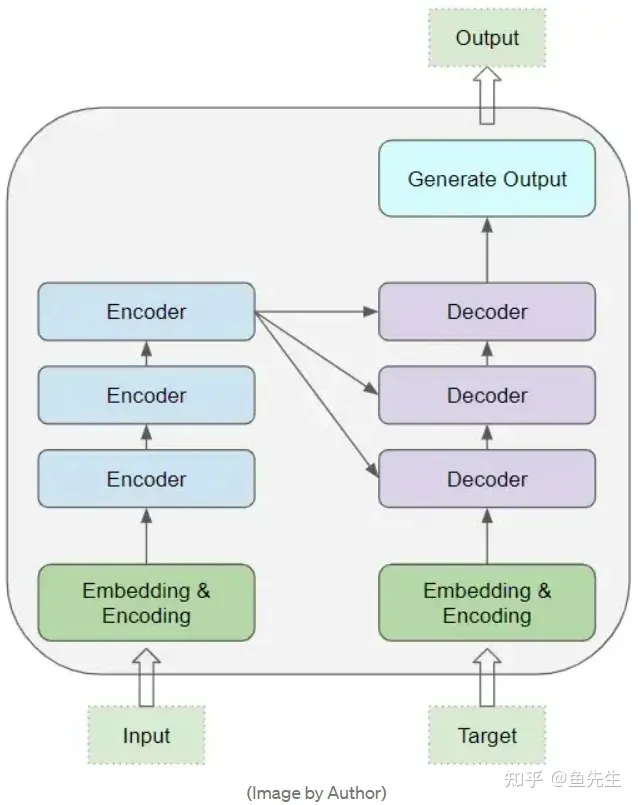 Output
Generate Output
Encoder
Decoder
Encoder
Decoder
Encoder
Decoder
Embedding &
Encoding
Embedding &
Encoding
Input
Target
(Image by Author)
知乎 @鱼先生